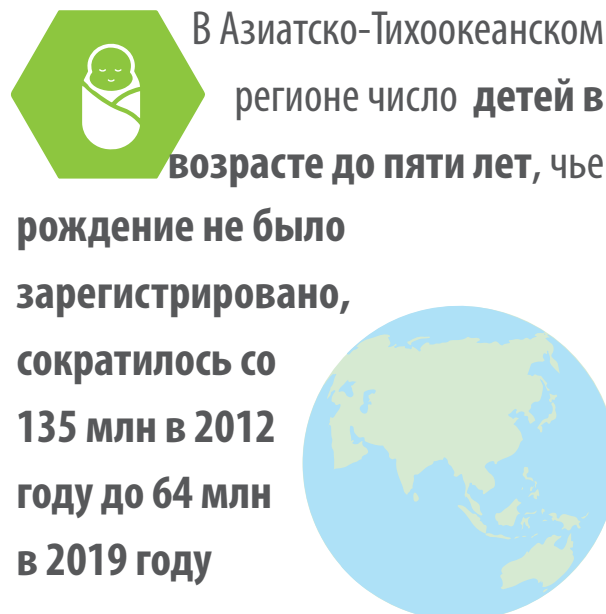 В Азиатско-Тихоокеанском
регионе число детей в
возрасте до пяти лет, чье
рождение не было
зарегистрировано,
сократилось со
135 млн в 2012
году до 64 млн
в 2019 году